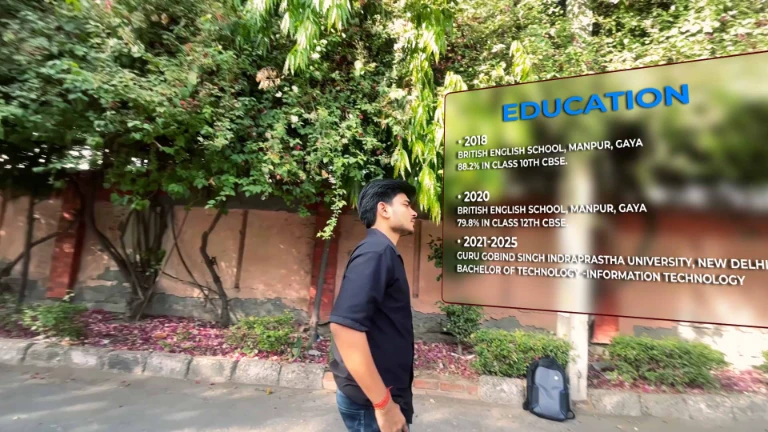 EDUCATION
• 2018
BRITISH ENGLISH SCHOOL, MANPUR, GAYA
88.2% IN CLASS 10TH CBSE.
• 2020
BRITISH ENGLISH SCHOOL, MANPUR, GAYA
79.8% IN CLASS 12TH CBSE.
• 2021-2025
GURU GOBIND SINGH INDRAPRASTHA UNIVERSITY, NEW DELHI
BACHELOR OF TECHNOLOGY -INFORMATION TECHNOLOGY